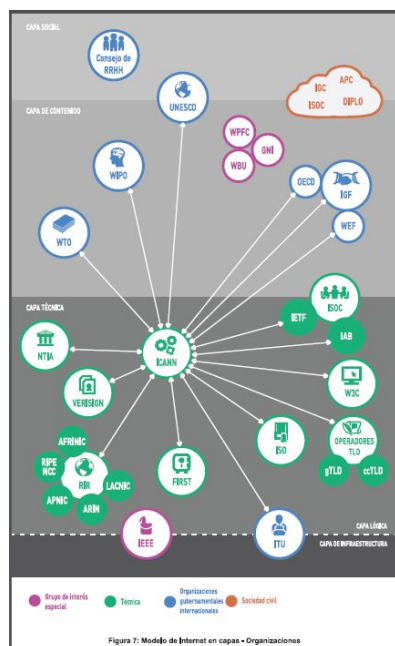 CAPA SOCIAL
Consejo de
RRHH
UNESCO
IGC
APC
ISOC
DIPLO
CAPA DE CONTENIDO
WPFC
GNI
WBU
WIPO
OECD
IGF
WEF
WTO
CAPA TÉCNICA
ISOC
IETF
IAB
NTIA
ICANN
W3C
VERISIGN
AFRINIC
RIPE
NCC
RIR
LACNIC
APNIC
ARIN
FIRST
ISO
OPERADORES
TLD
gTLD
ccTLD
IEEE
ITU
CAPA LÓGICA
CAPA DE INFRAESTRUCTURA
Grupo de interés
especial
Técnica
Organizaciones
gubernamentales
internacionales
Sociedad civil
Figura 7: Modelo de Internet en capas - Organizaciones